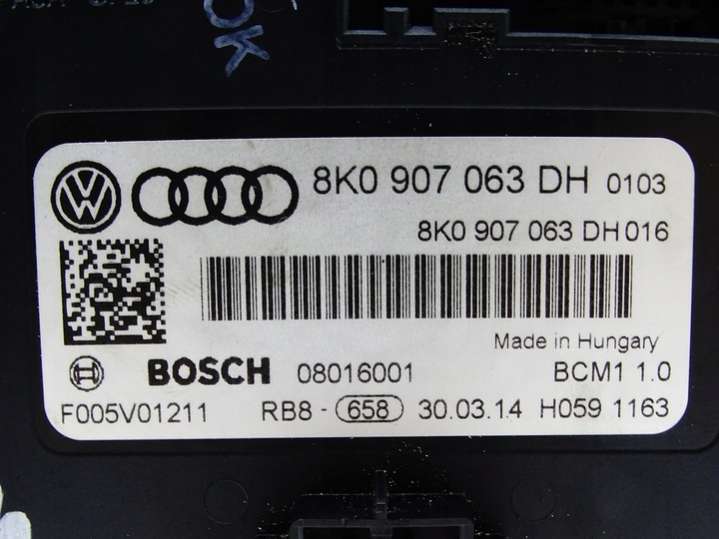 OK
8K0 907 063 DH 0103
8K0 907 063 DH 016
Made in Hungary
BOSCH 08016001 BCM1 1.0
F005V01211 RB8 - 658 30.03.14 H059 1163